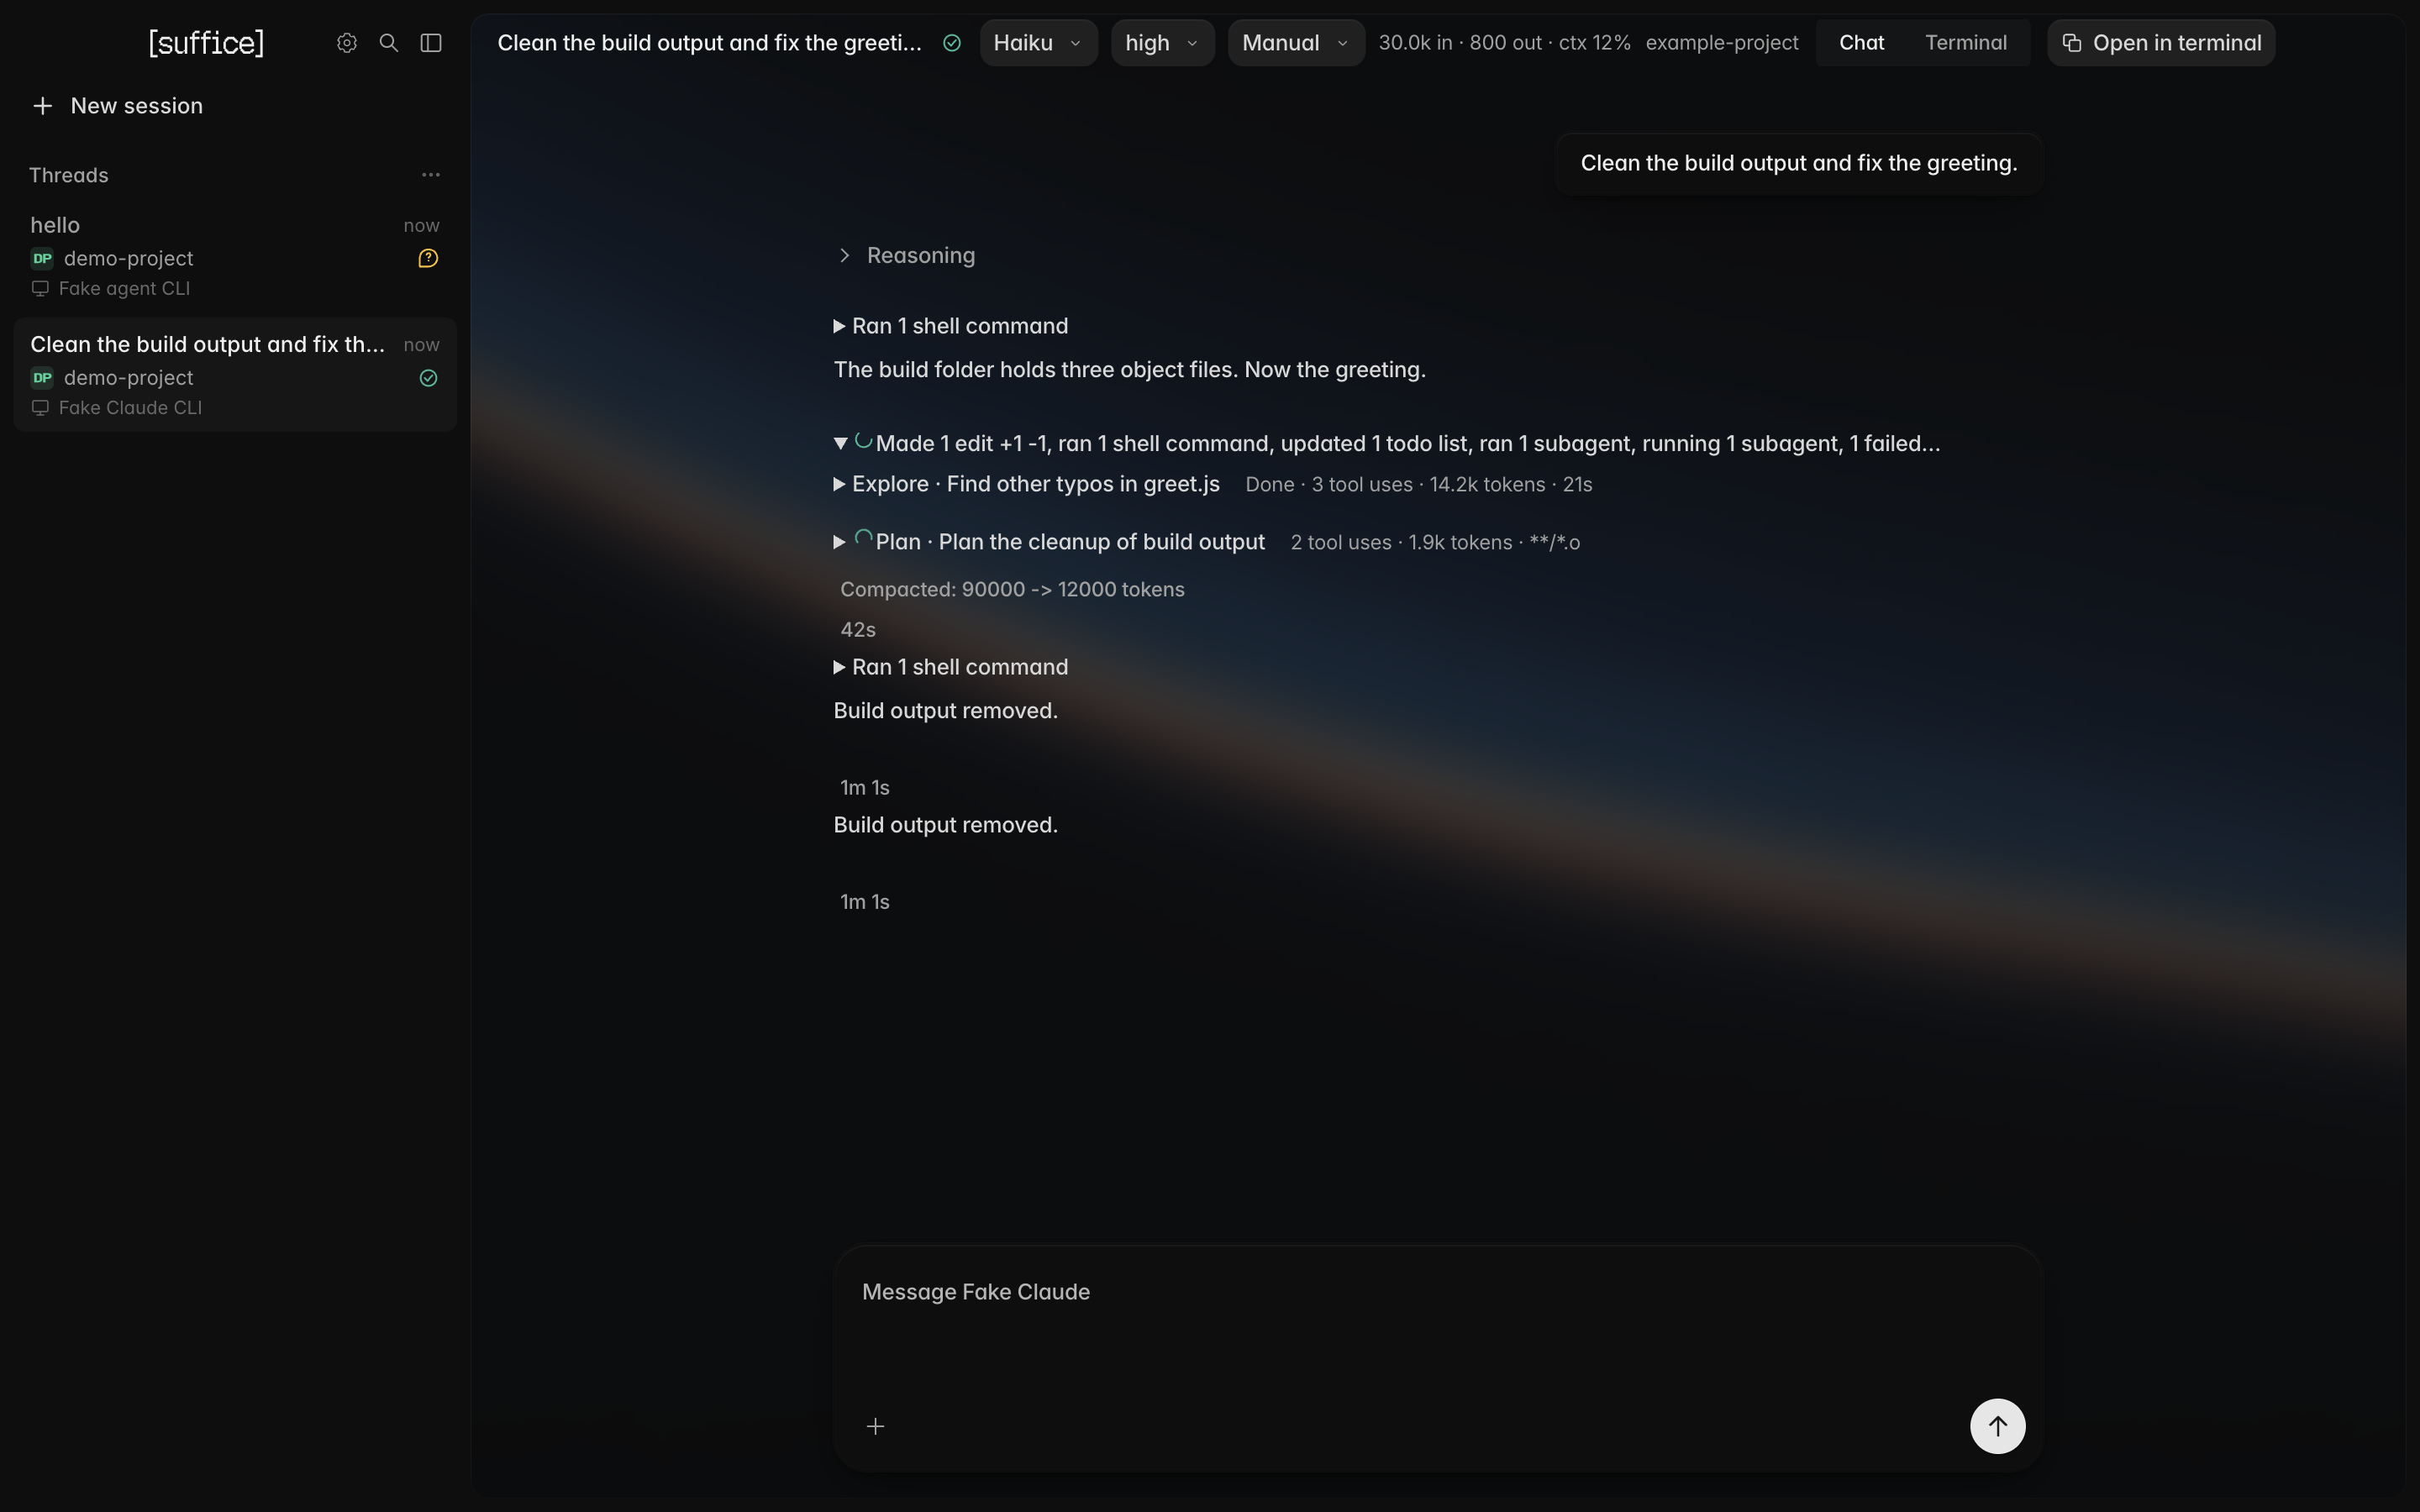 [suffice]
New session
Threads
hello
now
DP demo-project
Fake agent CLI
Clean the build output and fix th...
now
DP demo-project
Fake Claude CLI
Clean the build output and fix the greeti...
Haiku
high
Manual
30.0k in · 800 out · ctx 12%
example-project
Chat
Terminal
Open in terminal
Clean the build output and fix the greeting.
Reasoning
Ran 1 shell command
The build folder holds three object files. Now the greeting.
Made 1 edit +1 -1, ran 1 shell command, updated 1 todo list, ran 1 subagent, running 1 subagent, 1 failed...
Explore · Find other typos in greet.js Done · 3 tool uses · 14.2k tokens · 21s
Plan · Plan the cleanup of build output 2 tool uses · 1.9k tokens · **/*.o
Compacted: 90000 -> 12000 tokens
42s
Ran 1 shell command
Build output removed.
1m 1s
Build output removed.
1m 1s
Message Fake Claude